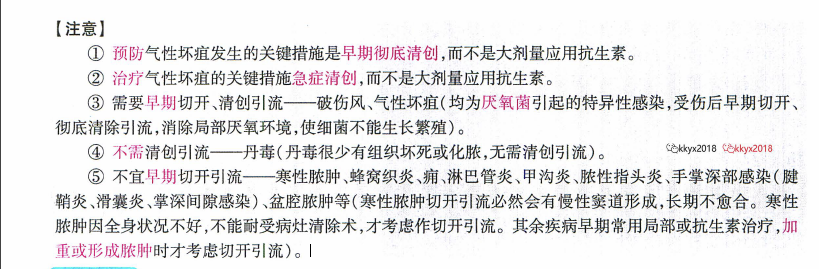 【注意】
① 预防气性坏疽发生的关键措施是早期彻底清创,而不是大剂量应用抗生素。
② 治疗气性坏疽的关键措施急症清创,而不是大剂量应用抗生素。
③ 需要早期切开、清创引流——破伤风、气性坏疽(均为厌氧菌引起的特异性感染,受伤后早期切开、
彻底清除引流,消除局部厌氧环境,使细菌不能生长繁殖)。
④ 不需清创引流——丹毒(丹毒很少有组织坏死或化脓,无需清创引流)。 kkyx2018 kkyx2018
⑤ 不宜早期切开引流——寒性脓肿、蜂窝织炎、痈、淋巴管炎、甲沟炎、脓性指头炎、手掌深部感染(腱
鞘炎、滑囊炎、掌深间隙感染)、盆腔脓肿等(寒性脓肿切开引流必然会有慢性窦道形成,长期不愈合。寒性
脓肿因全身状况不好,不能耐受病灶清除术,才考虑作切开引流。其余疾病早期常用局部或抗生素治疗,加
重或形成脓肿时才考虑切开引流)。